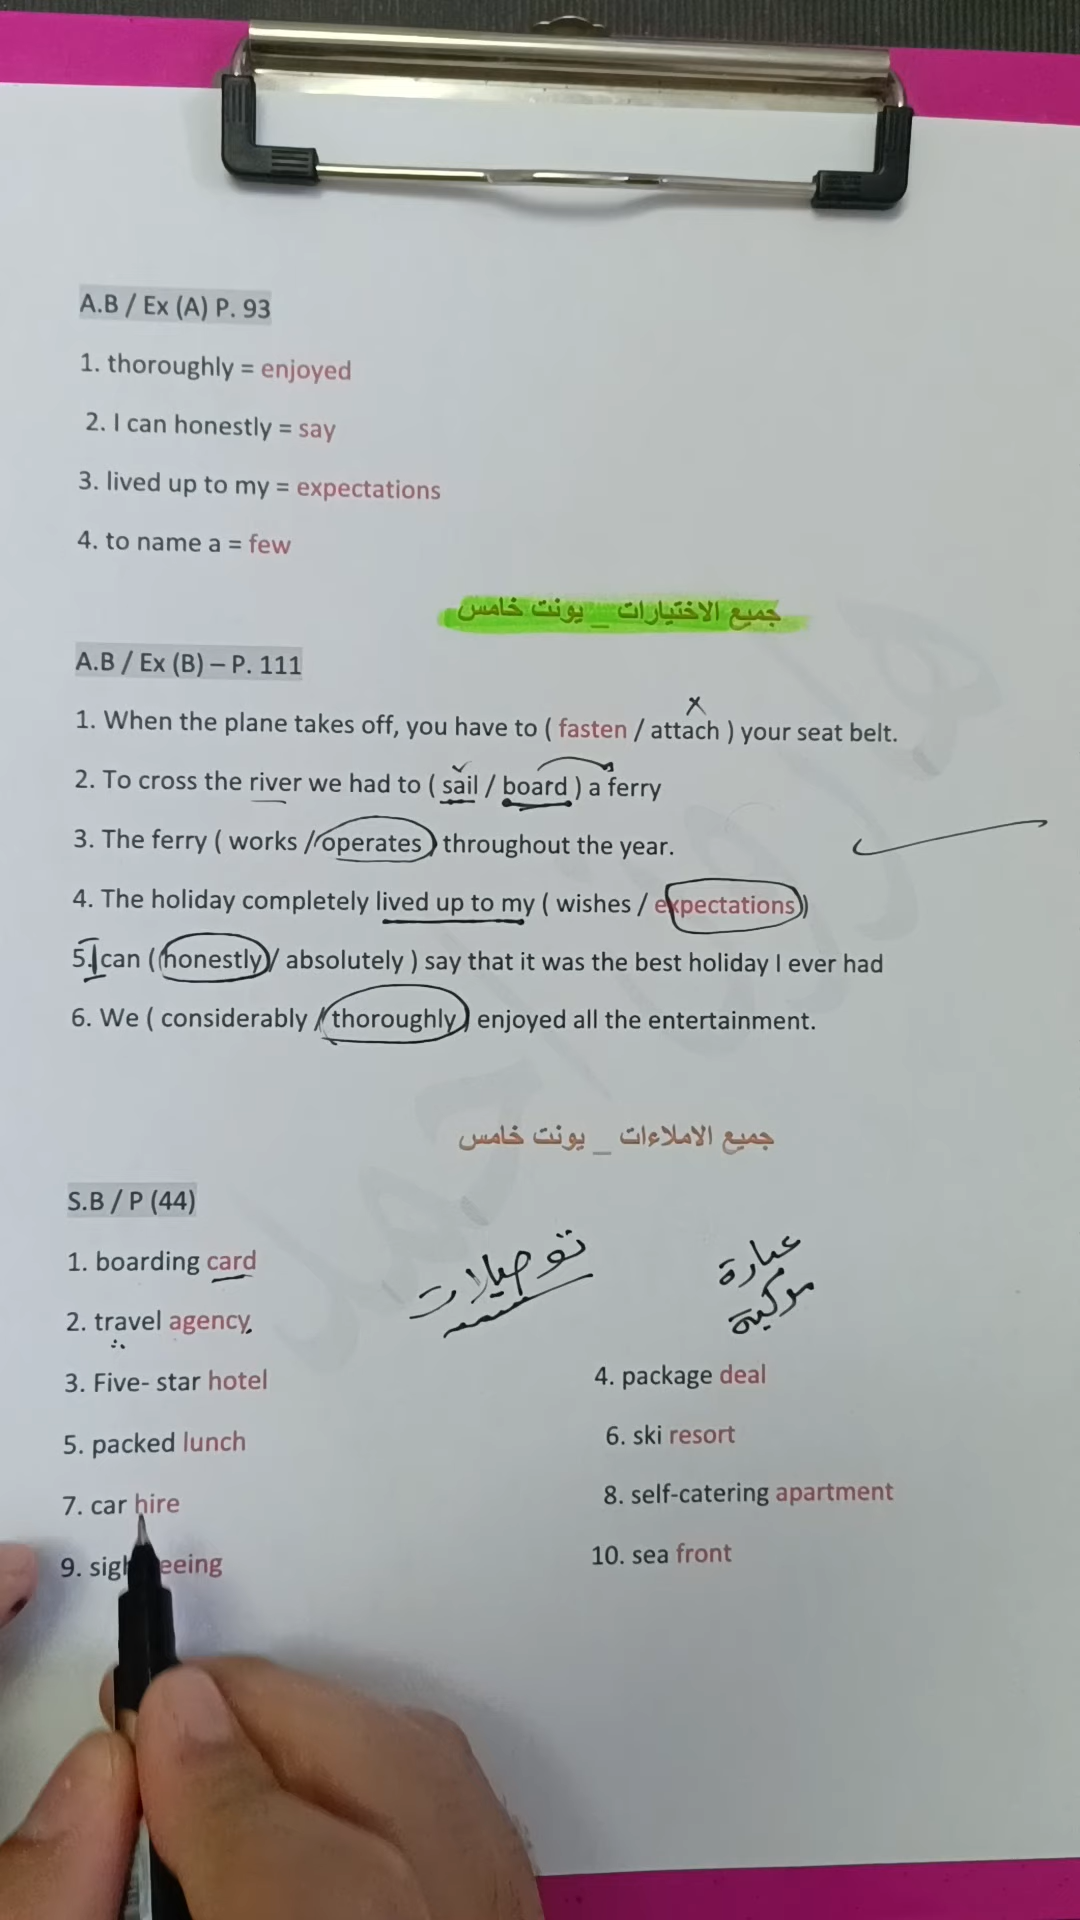 A.B / Ex (A) P. 93
1. thoroughly = enjoyed
2. I can honestly = say
3. lived up to my = expectations
4. to name a = few
جميع الاختيارات _ يونت خامس
A.B / Ex (B) – P. 111
1. When the plane takes off, you have to ( fasten / attach ) your seat belt.
2. To cross the river we had to ( sail / board ) a ferry
3. The ferry ( works / operates ) throughout the year.
4. The holiday completely lived up to my ( wishes / expectations )
5. I can ( honestly / absolutely ) say that it was the best holiday I ever had
6. We ( considerably / thoroughly ) enjoyed all the entertainment.
جميع الاملاءات _ يونت خامس
S.B / P (44)
1. boarding card
توصيلات
عبارة
مركبة
2. travel agency
3. Five- star hotel
4. package deal
5. packed lunch
6. ski resort
7. car hire
8. self-catering apartment
9. sig eeing
10. sea front